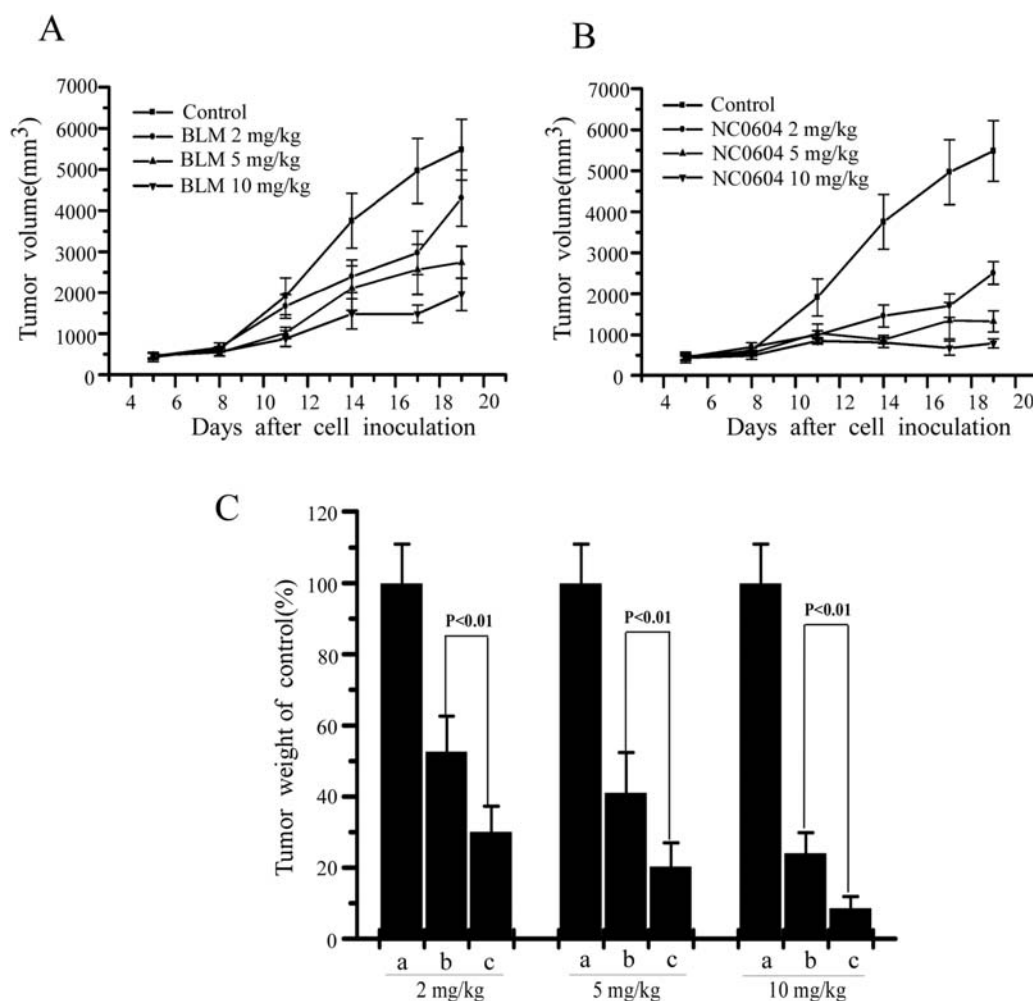 A
Tumor volume(mm3)
7000
6000
5000
4000
3000
2000
1000
0
Control
BLM 2 mg/kg
BLM 5 mg/kg
BLM 10 mg/kg
4 6 8 10 12 14 16 18 20
Days after cell inoculation
B
Tumor volume(mm3)
7000
6000
5000
4000
3000
2000
1000
0
Control
NC0604 2 mg/kg
NC0604 5 mg/kg
NC0604 10 mg/kg
4 6 8 10 12 14 16 18 20
Days after cell inoculation
C
Tumor weight of control(%)
120
100
80
60
40
20
0
P<0.01
P<0.01
P<0.01
a b c a b c a b c
2 mg/kg 5 mg/kg 10 mg/kg